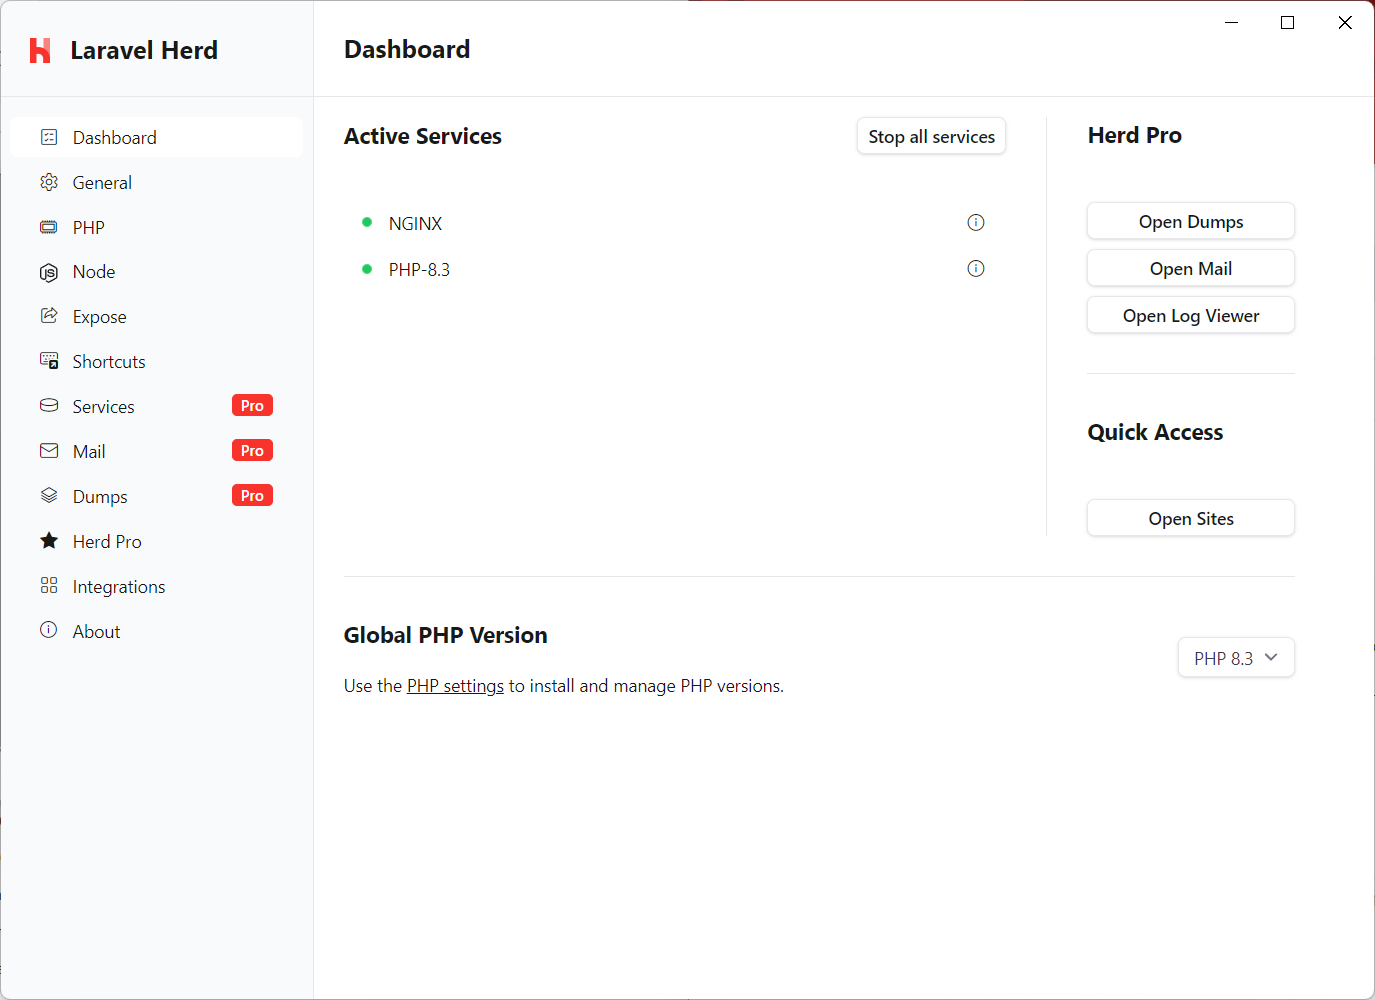 Laravel Herd
Dashboard
General
PHP
Node
Expose
Shortcuts
Services Pro
Mail Pro
Dumps Pro
Herd Pro
Integrations
About
Dashboard
Active Services
Stop all services
NGINX
PHP-8.3
Herd Pro
Open Dumps
Open Mail
Open Log Viewer
Quick Access
Open Sites
Global PHP Version
Use the PHP settings to install and manage PHP versions.
PHP 8.3